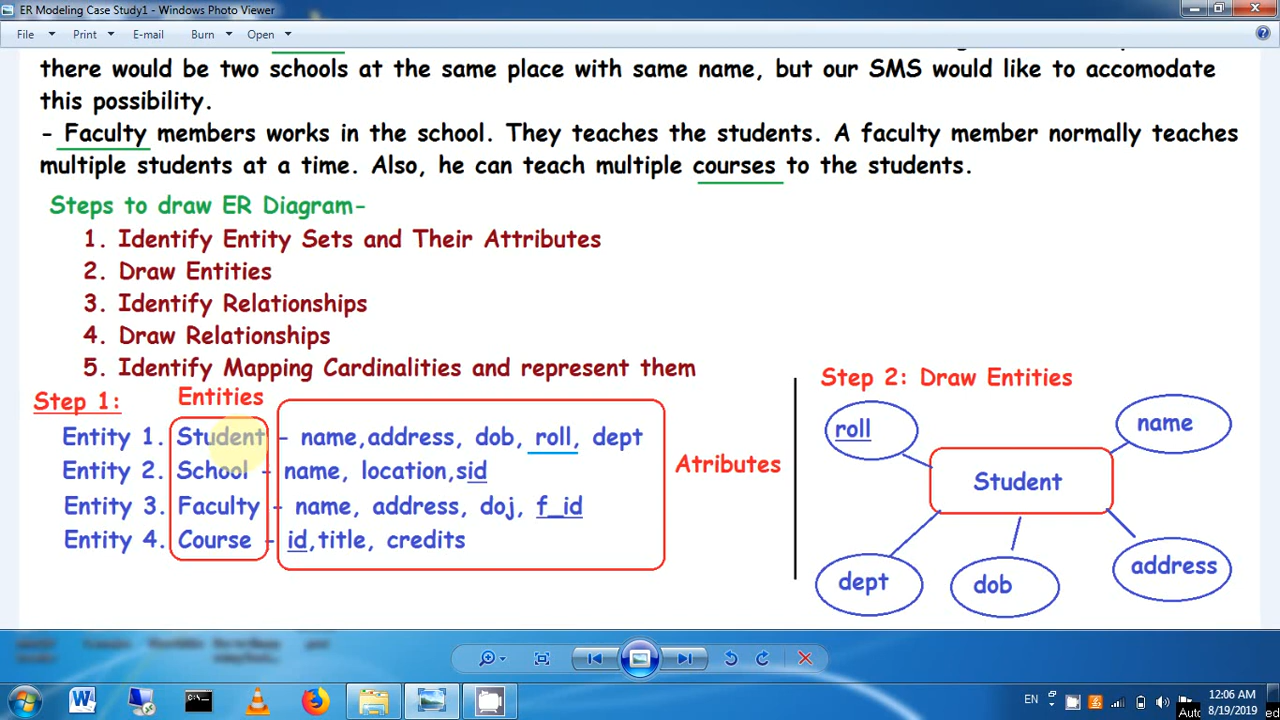 ER Modeling Case Study1 - Windows Photo Viewer
File Print E-mail Burn Open
there would be two schools at the same place with same name, but our SMS would like to accomodate
this possibility.
- Faculty members works in the school. They teaches the students. A faculty member normally teaches
multiple students at a time. Also, he can teach multiple courses to the students.
Steps to draw ER Diagram-
1. Identify Entity Sets and Their Attributes
2. Draw Entities
3. Identify Relationships
4. Draw Relationships
5. Identify Mapping Cardinalities and represent them
Step 1:
Entities
Entity 1. Student - name,address, dob, roll, dept
Entity 2. School - name, location,sid
Entity 3. Faculty - name, address, doj, f_id
Entity 4. Course - id,title, credits
Atributes
Step 2: Draw Entities
roll
name
Student
dept
dob
address
EN
12:06 AM
8/19/2019